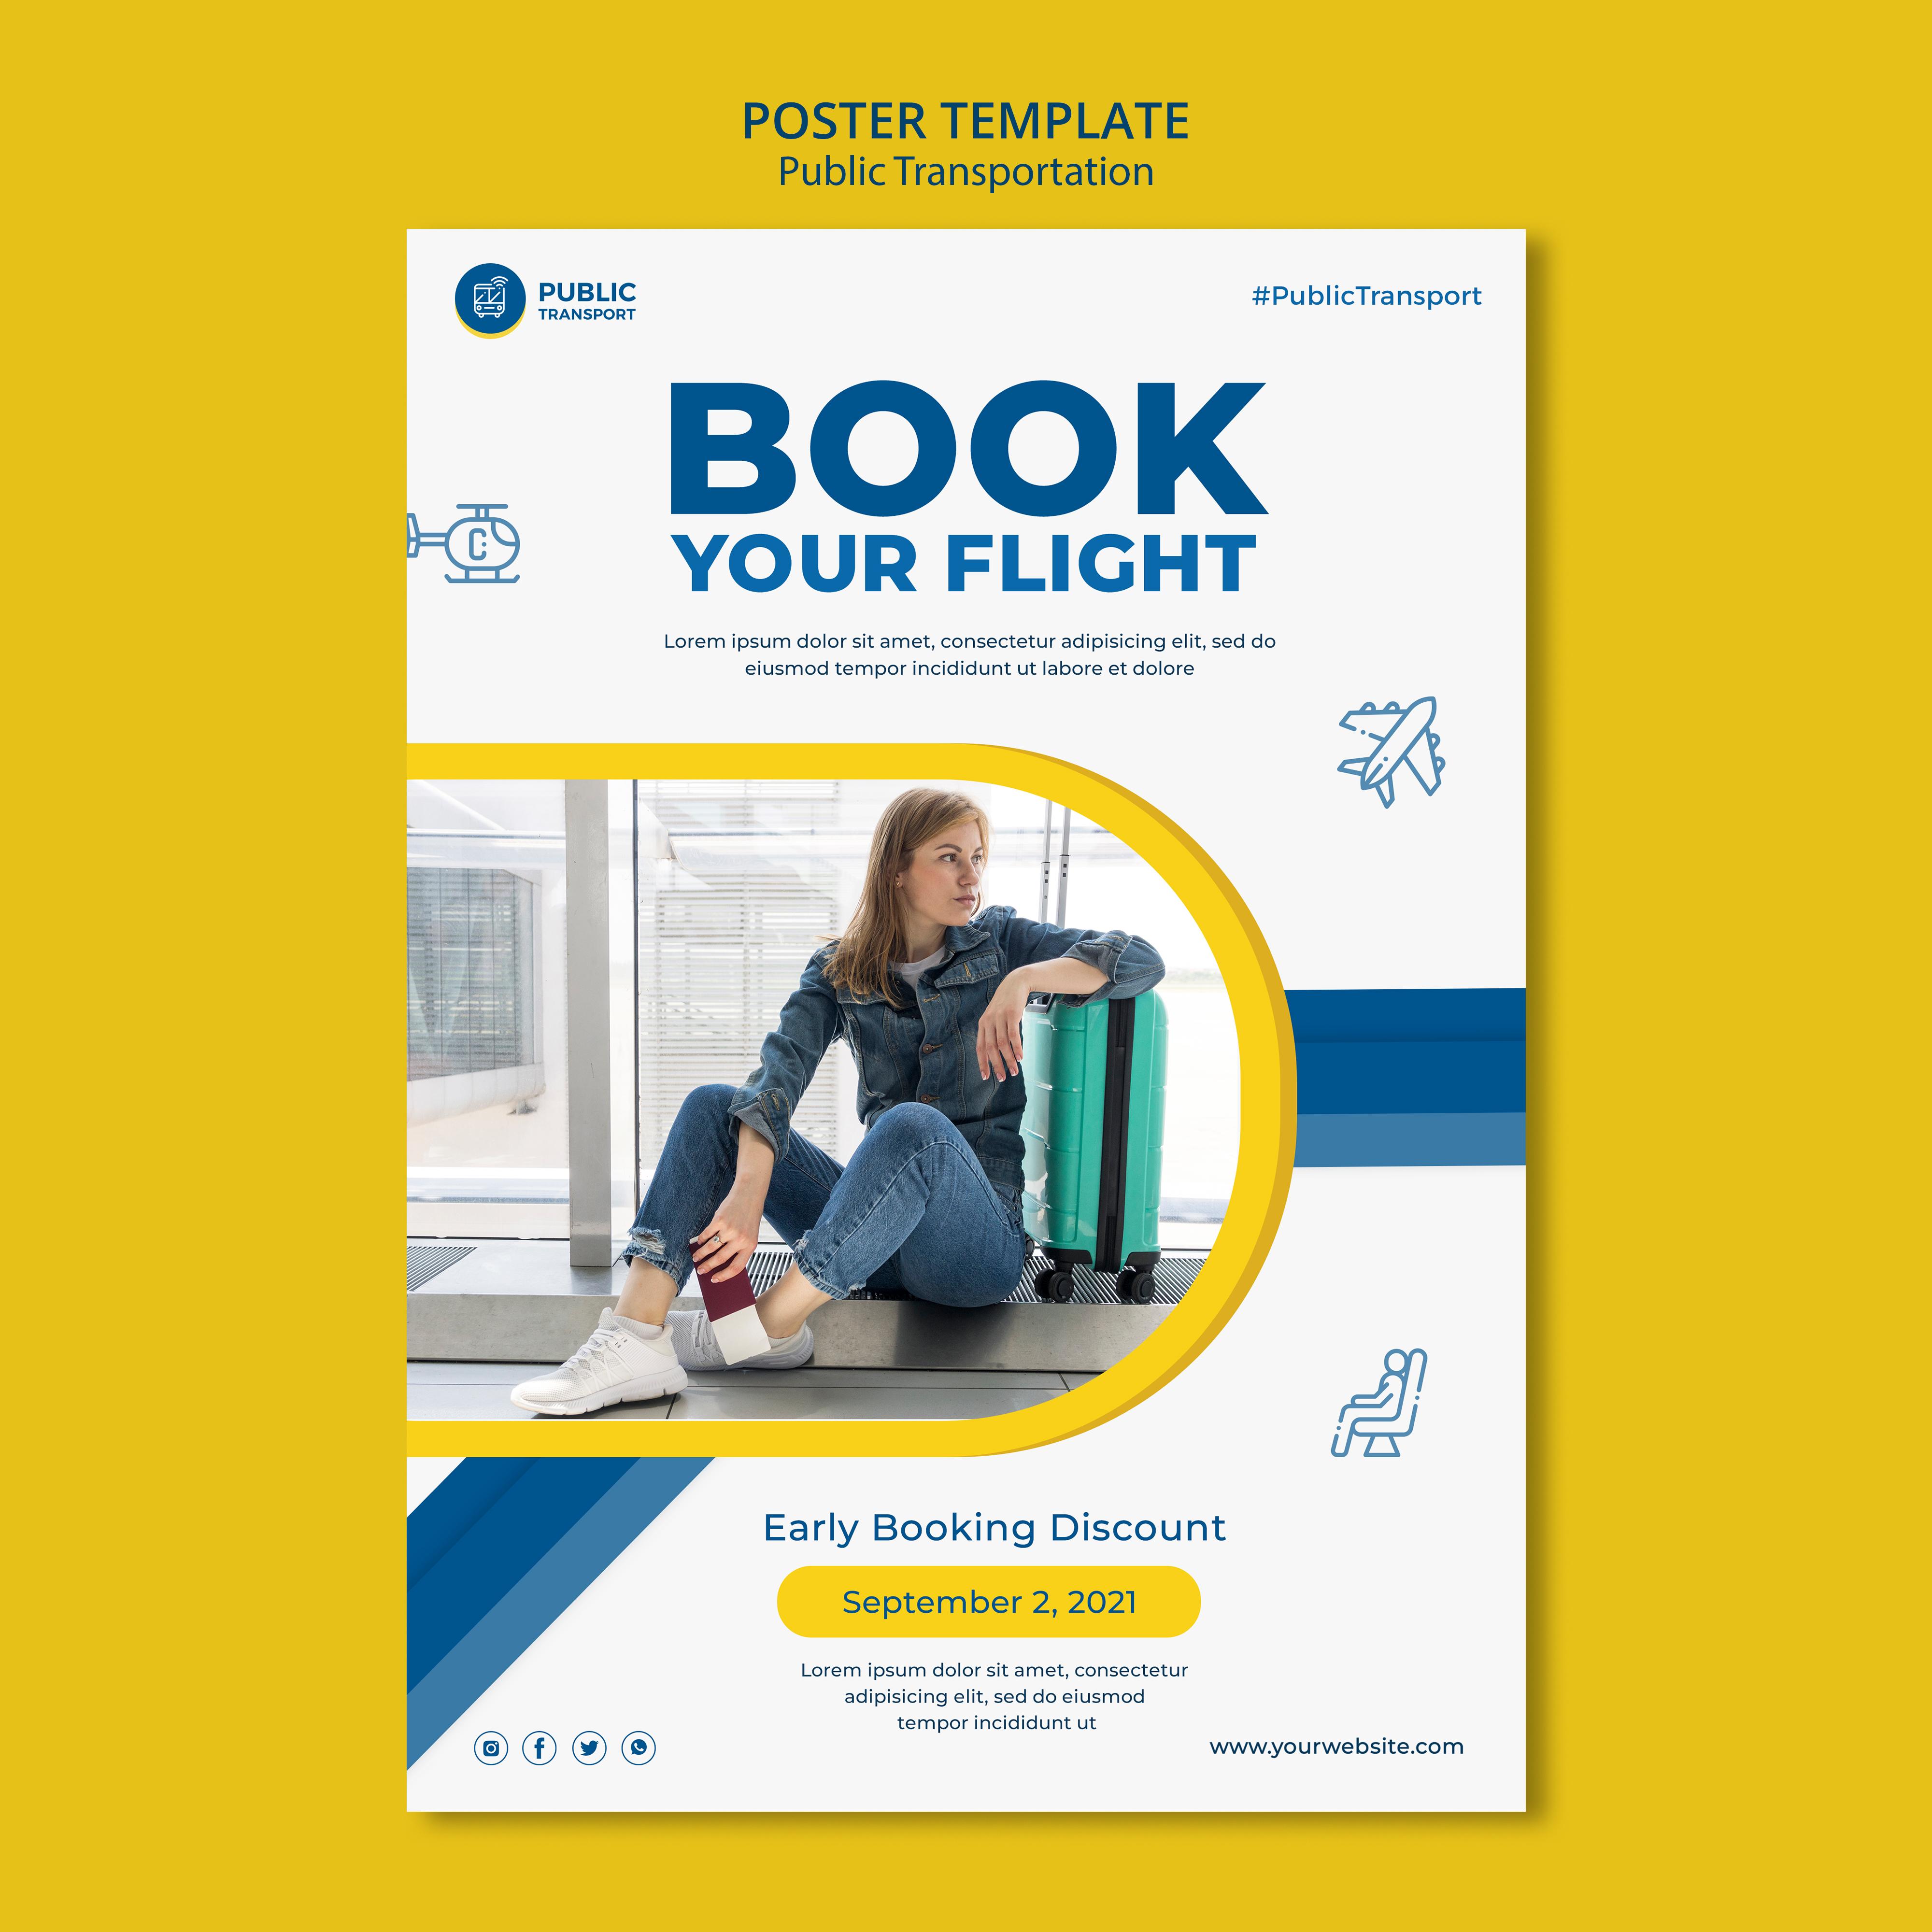 POSTER TEMPLATE
Public Transportation
PUBLIC
TRANSPORT
#PublicTransport
BOOK
YOUR FLIGHT
Lorem ipsum dolor sit amet, consectetur adipisicing elit, sed do
eiusmod tempor incididunt ut labore et dolore
C
Early Booking Discount
September 2, 2021
Lorem ipsum dolor sit amet, consectetur
adipisicing elit, sed do eiusmod
tempor incididunt ut
www.yourwebsite.com